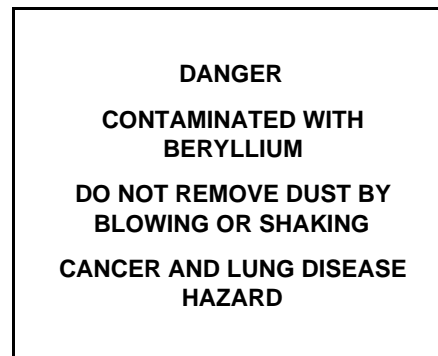 DANGER
CONTAMINATED WITH
BERYLLIUM
DO NOT REMOVE DUST BY
BLOWING OR SHAKING
CANCER AND LUNG DISEASE
HAZARD